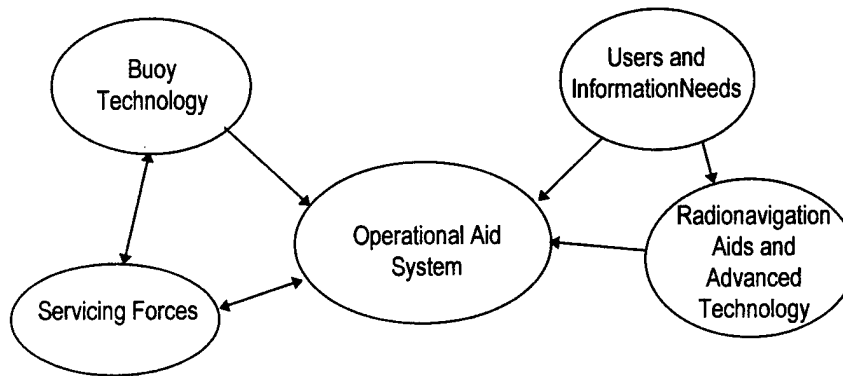 Buoy
Technology
Users and
InformationNeeds
Operational Aid
System
Radionavigation
Aids and
Advanced
Technology
Servicing Forces